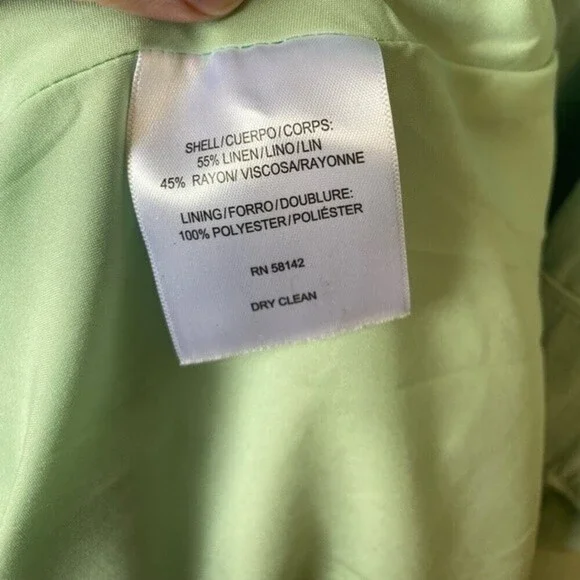 SHELL/CUERPO/CORPS:
55% LINEN/LINO/LIN
45% RAYON/ VISCOSA/RAYONNE
LINING/FORRO/DOUBLURE:
100% POLYESTER/POLIÉSTER
RN 58142
DRY CLEAN